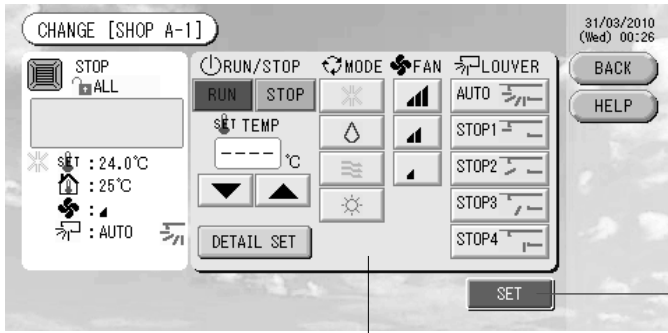 CHANGE [SHOP A-1]
31/03/2010
(Wed) 00:26
STOP
ALL
SET : 24.0℃
: 25℃
:
: AUTO
RUN/STOP
RUN STOP
SET TEMP
---- ℃
DETAIL SET
MODE
FAN
LOUVER
AUTO
STOP1
STOP2
STOP3
STOP4
BACK
HELP
SET